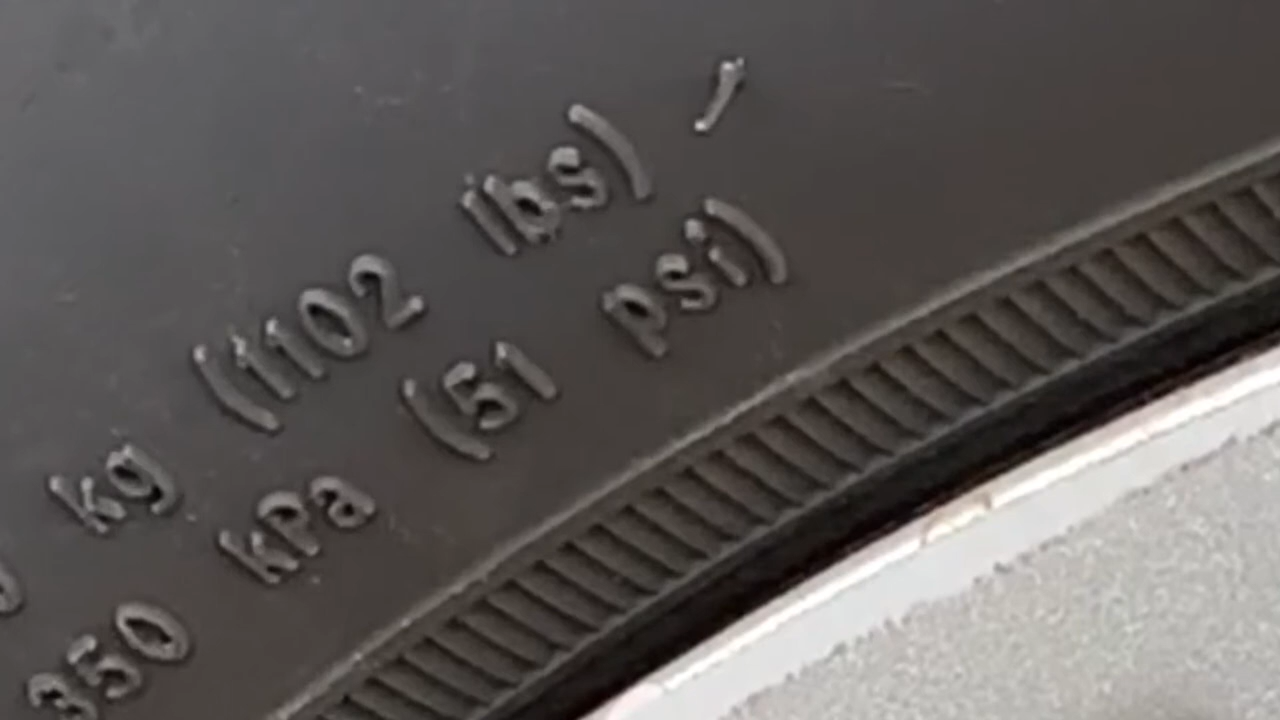 kg (1102 lbs) ,
350 kPa (51 psi)